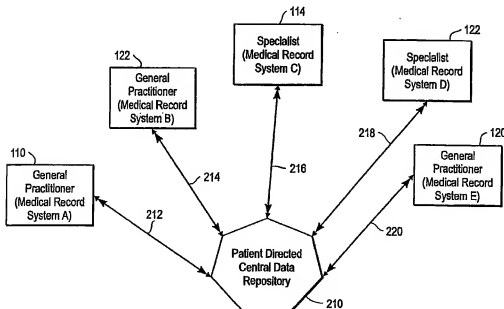 114
Specialist
(Medical Record
System C)
122
Specialist
(Medical Record
System D)
122
General
Practitioner
(Medical Record
System B)
110
General
Practitioner
(Medical Record
System A)
120
General
Practitioner
(Medical Record
System E)
212
214
216
218
220
Patient Directed
Central Data
Repository
210